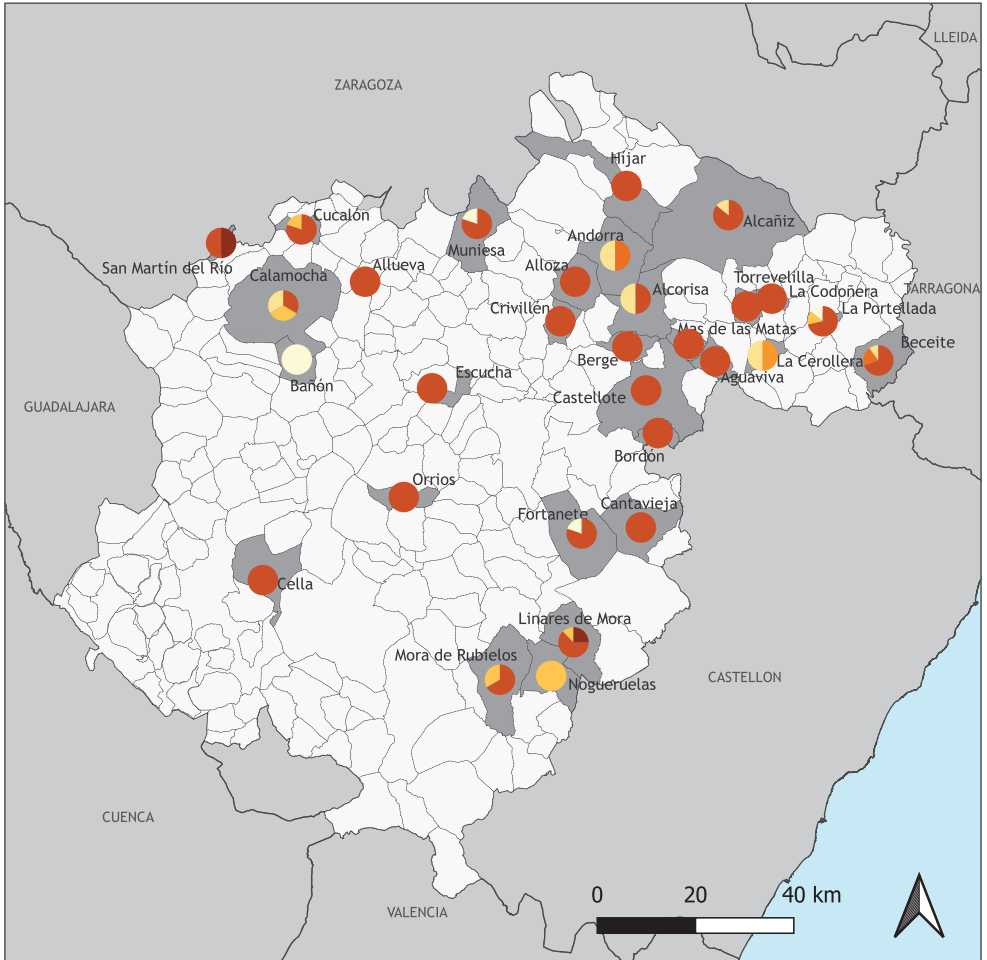 LLEIDA
ZARAGOZA
Híjar
Cucalón
Alcañiz
Andorra
Muniesa
San Martín del Río
Allueva
Alloza
Calamocha
Torrevelilla
TARRAGONA
Alcorisa
La Codoñera
Crivillén
La Portellada
Mas de las Matas
Beceite
Berge
La Cerollera
Escucha
Aguaviva
Bañón
Castellote
GUADALAJARA
Bordón
Orrios
Cantavieja
Fortanete
Cella
Linares de Mora
Mora de Rubielos
CASTELLON
Nogueruelas
CUENCA
0 20 40 km
VALENCIA